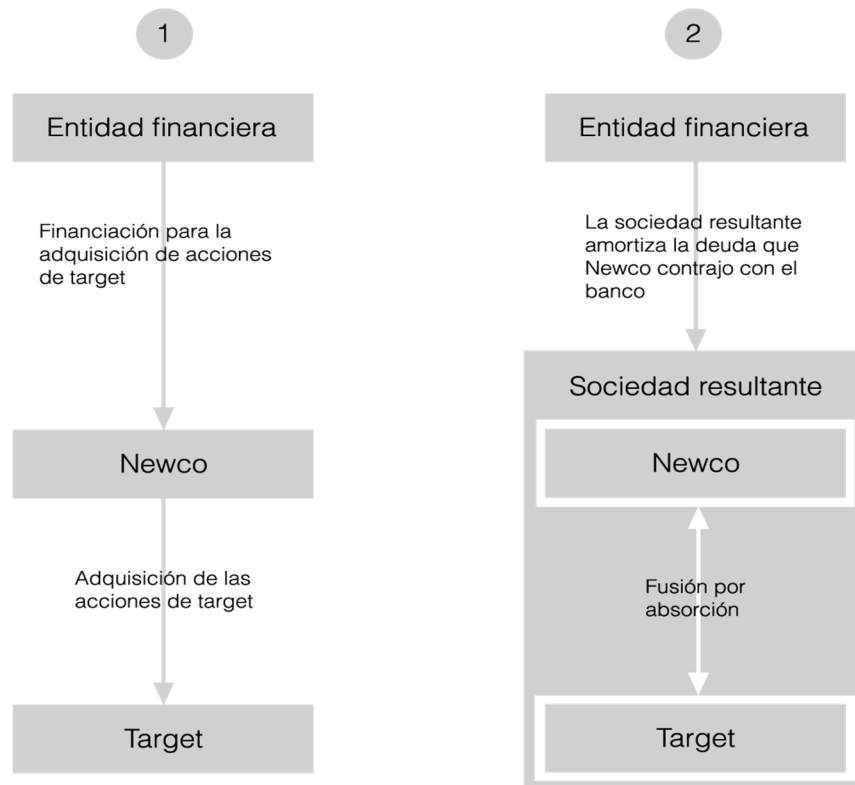 1
Entidad financiera
Financiación para la
adquisición de acciones
de target
Newco
Adquisición de las
acciones de target
Target
2
Entidad financiera
La sociedad resultante
amortiza la deuda que
Newco contrajo con el
banco
Sociedad resultante
Newco
Fusión por
absorción
Target